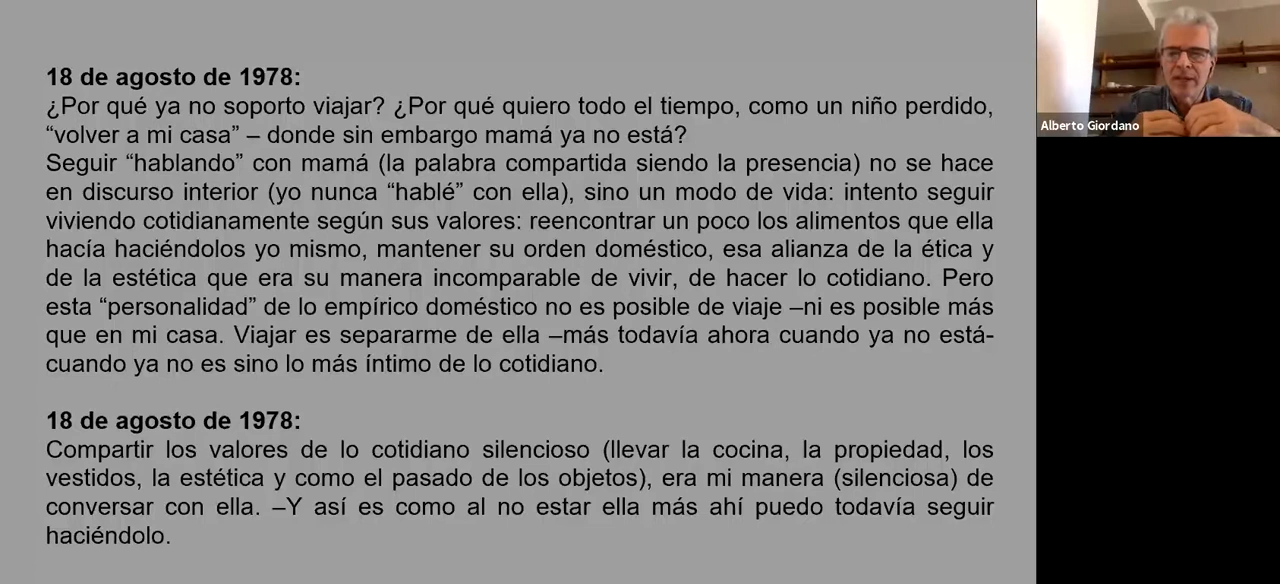 18 de agosto de 1978:
¿Por qué ya no soporto viajar? ¿Por qué quiero todo el tiempo, como un niño perdido,
“volver a mi casa” – donde sin embargo mamá ya no está?
Seguir “hablando” con mamá (la palabra compartida siendo la presencia) no se hace
en discurso interior (yo nunca “hablé” con ella), sino un modo de vida: intento seguir
viviendo cotidianamente según sus valores: reencontrar un poco los alimentos que ella
hacía haciéndolos yo mismo, mantener su orden doméstico, esa alianza de la ética y
de la estética que era su manera incomparable de vivir, de hacer lo cotidiano. Pero
esta “personalidad” de lo empírico doméstico no es posible de viaje –ni es posible más
que en mi casa. Viajar es separarme de ella –más todavía ahora cuando ya no está-
cuando ya no es sino lo más íntimo de lo cotidiano.
18 de agosto de 1978:
Compartir los valores de lo cotidiano silencioso (llevar la cocina, la propiedad, los
vestidos, la estética y como el pasado de los objetos), era mi manera (silenciosa) de
conversar con ella. –Y así es como al no estar ella más ahí puedo todavía seguir
haciéndolo.
Alberto Giordano